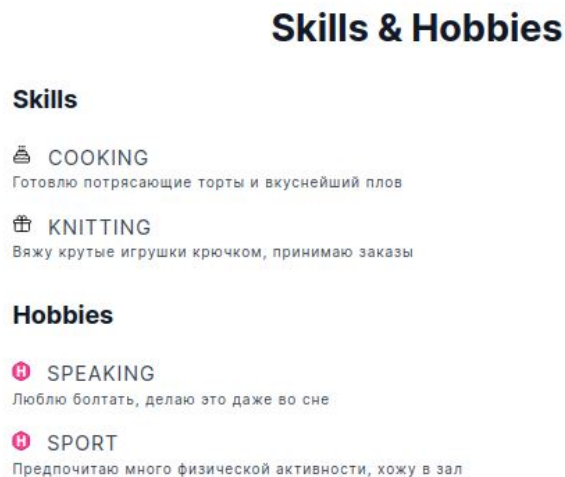 Skills & Hobbies
Skills
COOKING
Готовлю потрясающие торты и вкуснейший плов
KNITTING
Вяжу крутые игрушки крючком, принимаю заказы
Hobbies
SPEAKING
Люблю болтать, делаю это даже во сне
SPORT
Предпочитаю много физической активности, хожу в зал